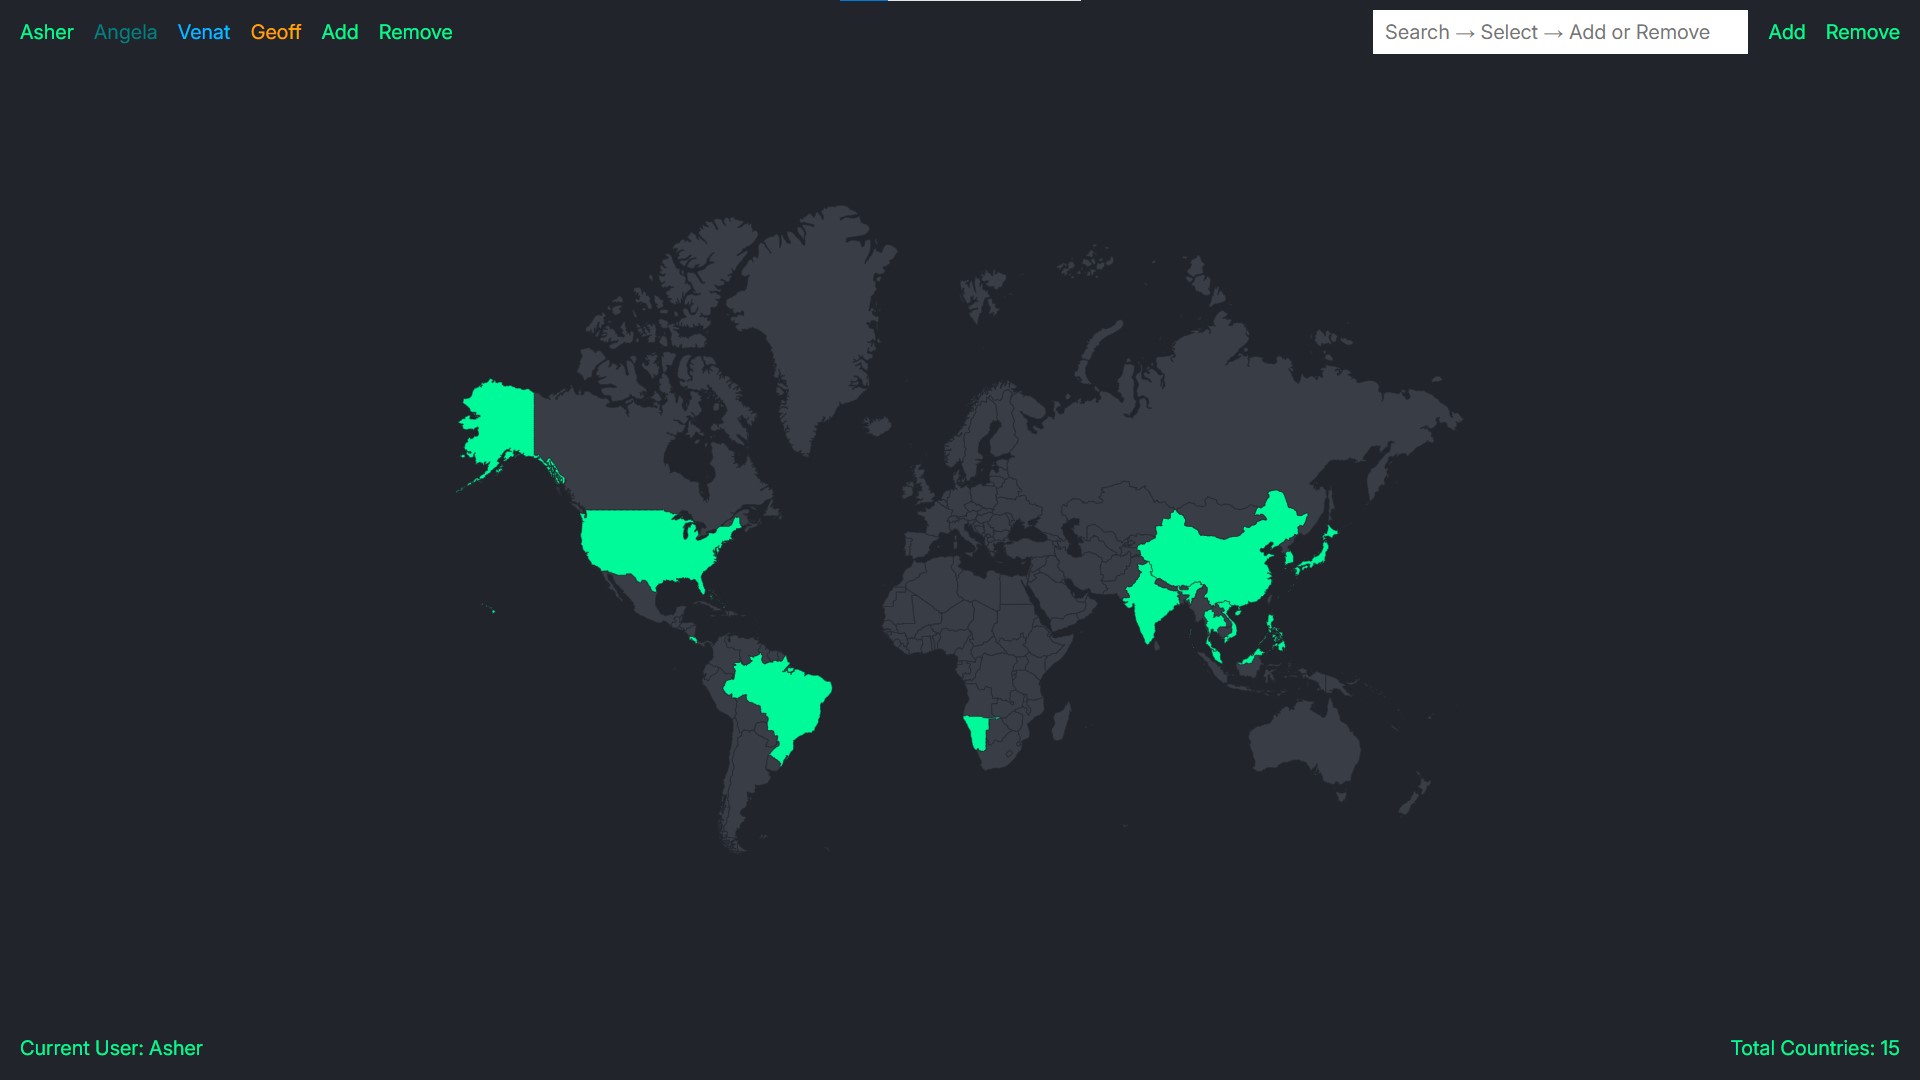 Asher Angela Venat Geoff Add Remove
Search → Select → Add or Remove Add Remove
Current User: Asher
Total Countries: 15